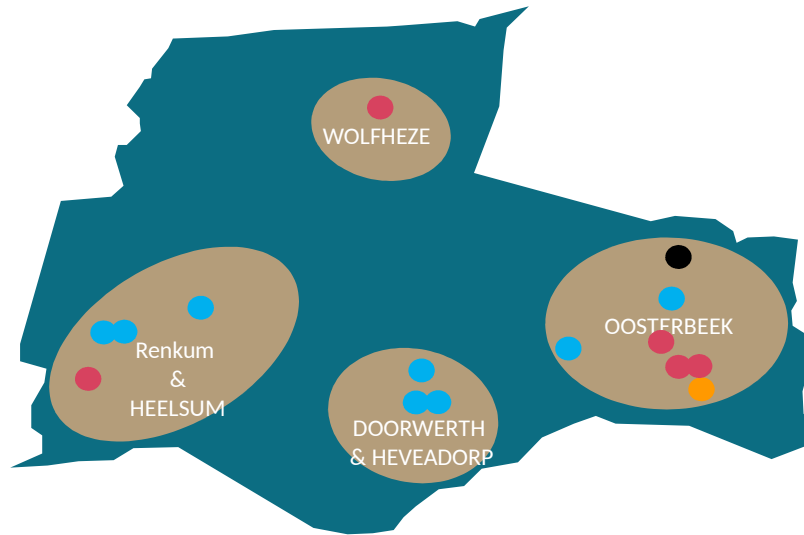 WOLFHEZE
OOSTERBEEK
Renkum
&
HEELSUM
DOORWERTH
& HEVEADORP